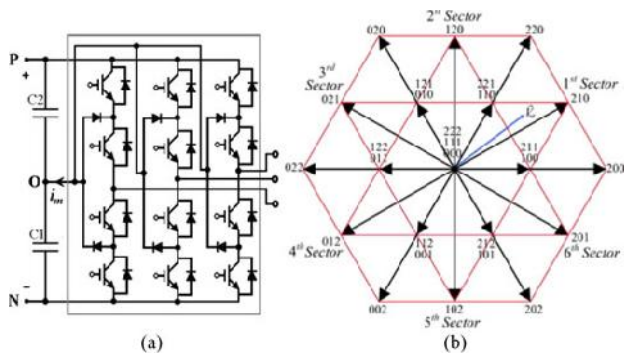 P
+
C2
O
i_m
C1
N
−
(a)
2nd Sector
020
120
220
3rd
Sector
1st Sector
021
121
010
221
110
210
222
111
000
122
011
211
100
022
200
012
112
001
212
101
201
4th Sector
6th Sector
002
102
202
5th Sector
(b)